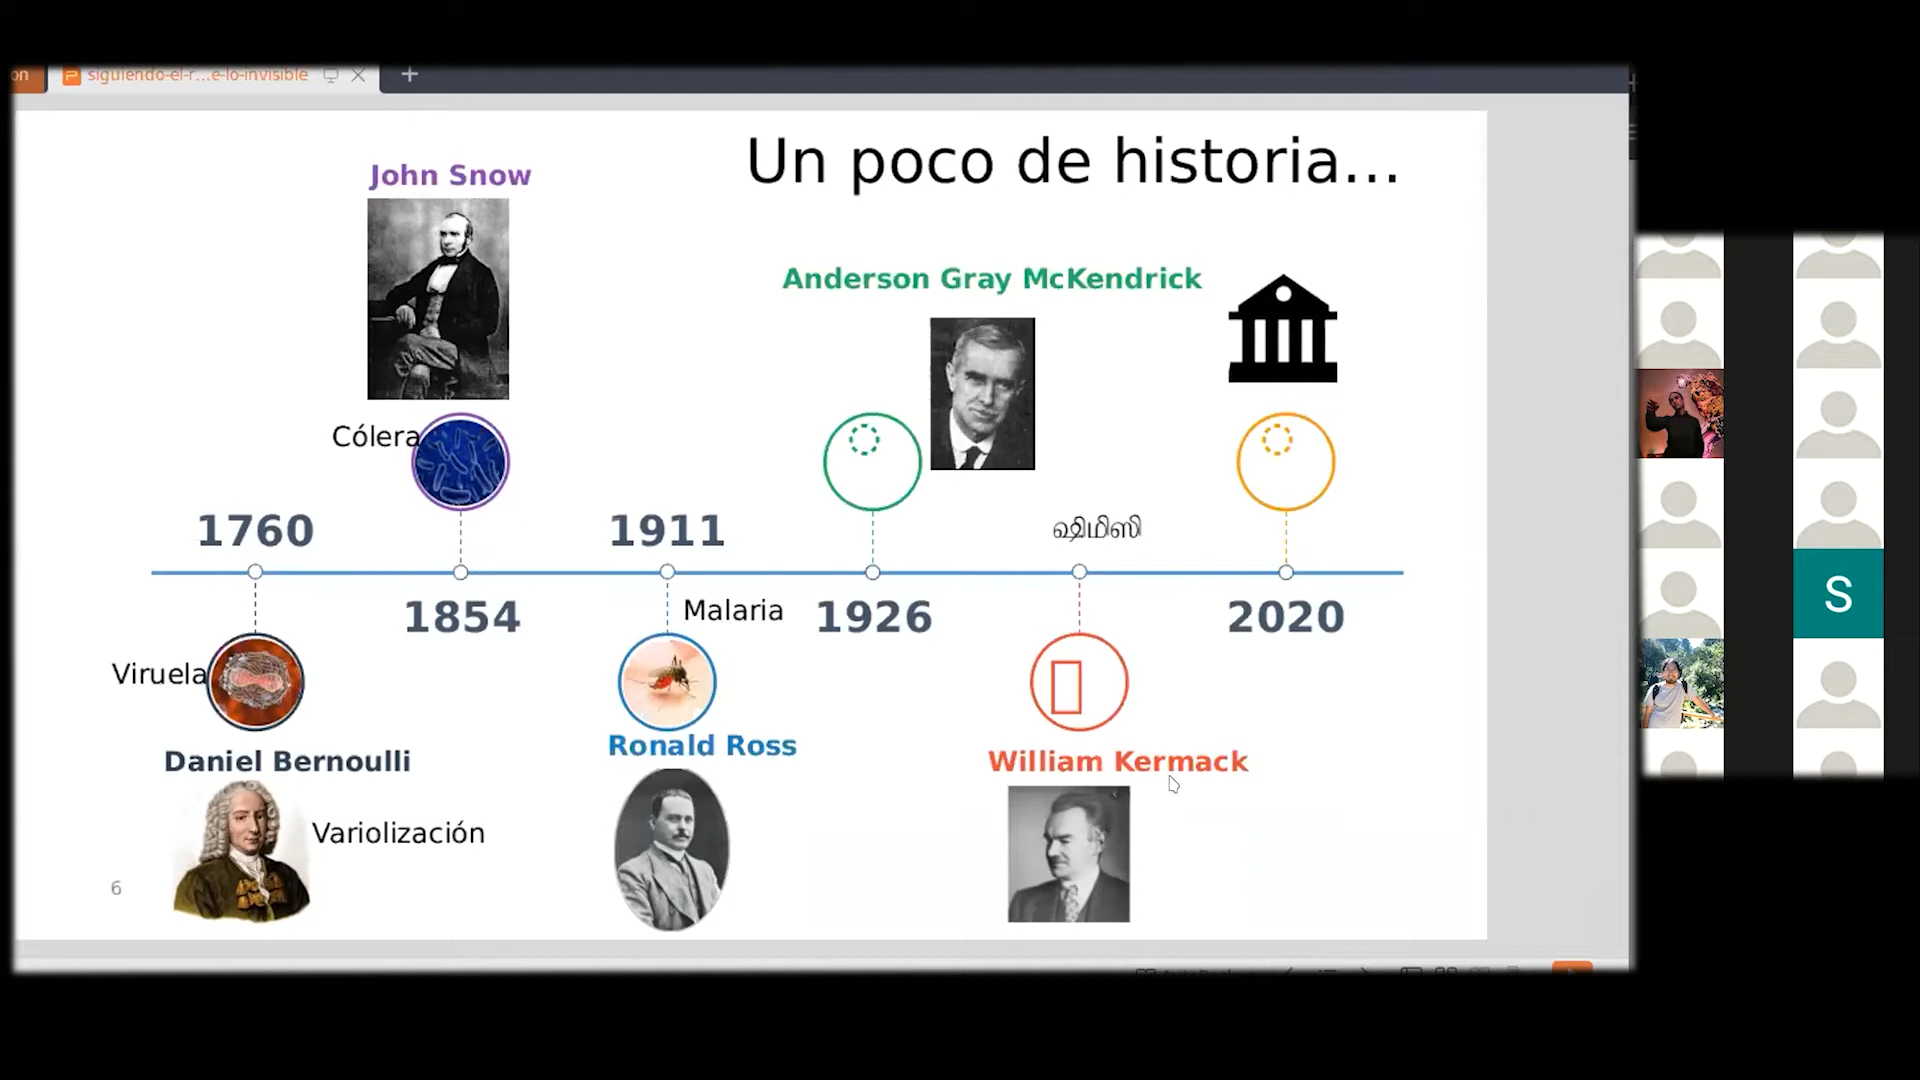 on
siguiendo-el-r...e-lo-invisible
Un poco de historia...
John Snow
Anderson Gray McKendrick
Cólera
1760
1911
ஷிமிஸி
1854
Malaria
1926
2020
S
Viruela
Ronald Ross
Daniel Bernoulli
William Kermack
Variolización
6